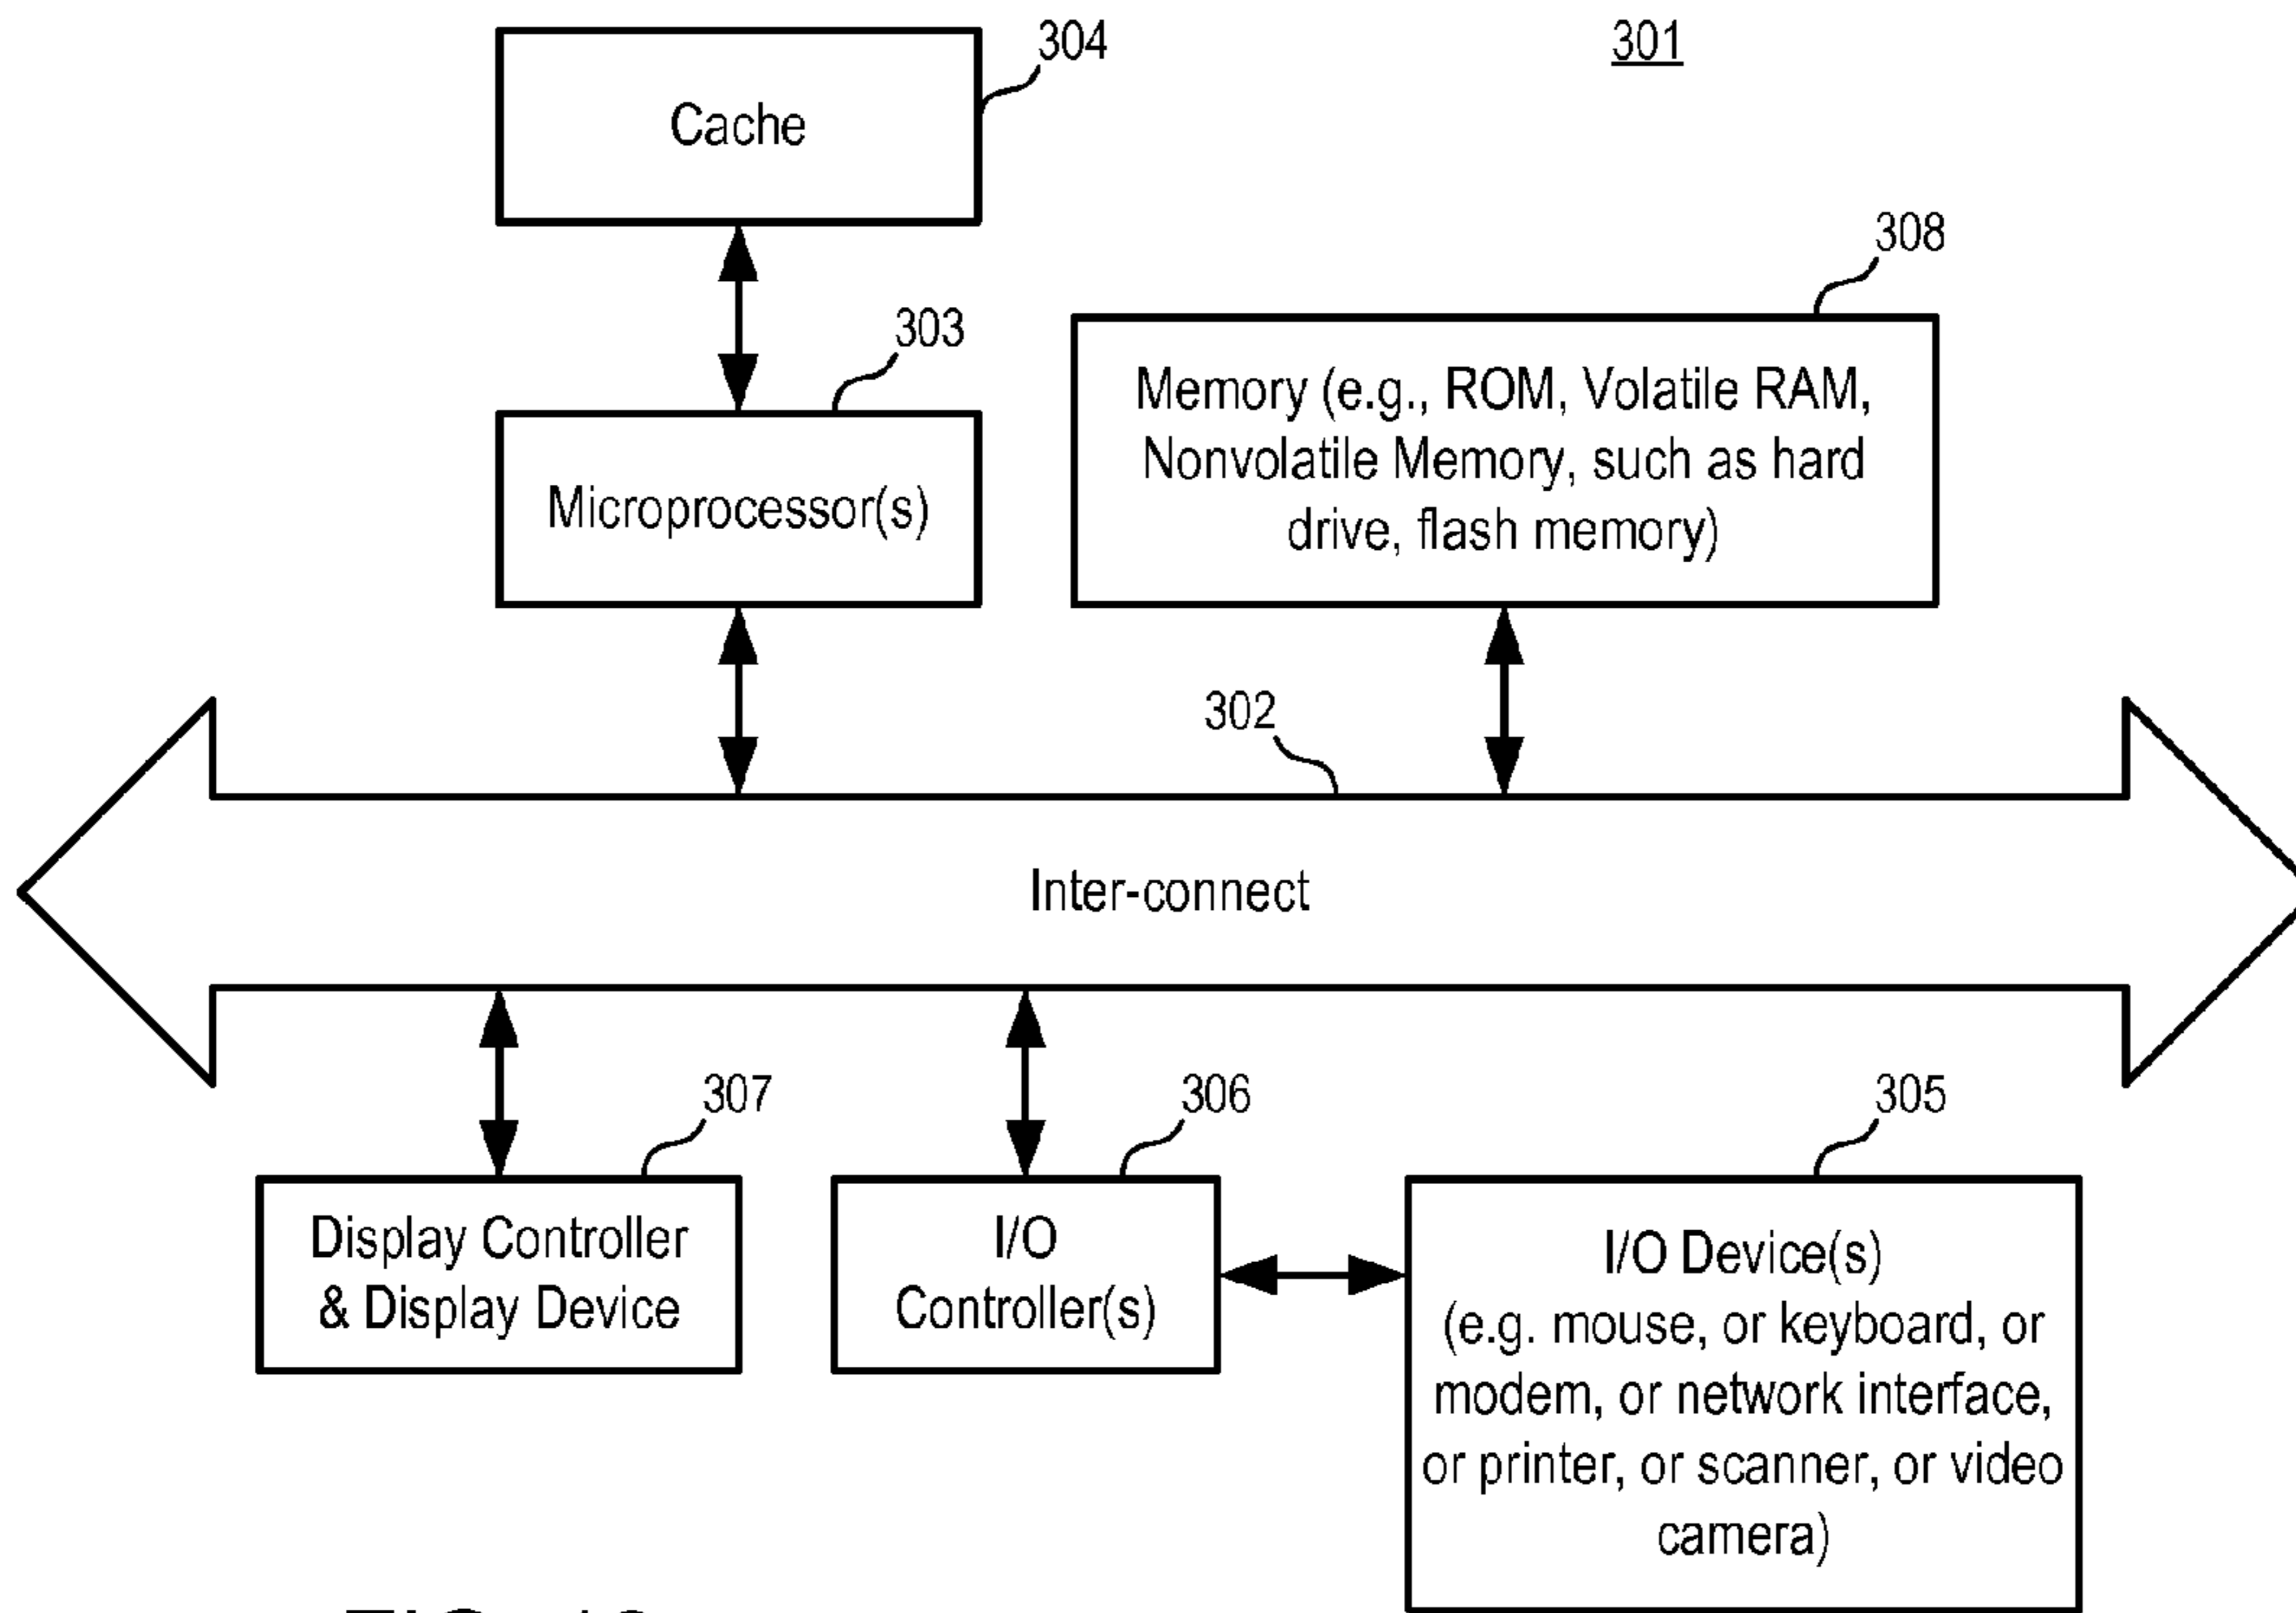 304
301
Cache
308
303
Memory (e.g., ROM, Volatile RAM,
Nonvolatile Memory, such as hard
drive, flash memory)
Microprocessor(s)
302
Inter-connect
307
306
305
Display Controller
& Display Device
I/O
Controller(s)
I/O Device(s)
(e.g. mouse, or keyboard, or
modem, or network interface,
or printer, or scanner, or video
camera)